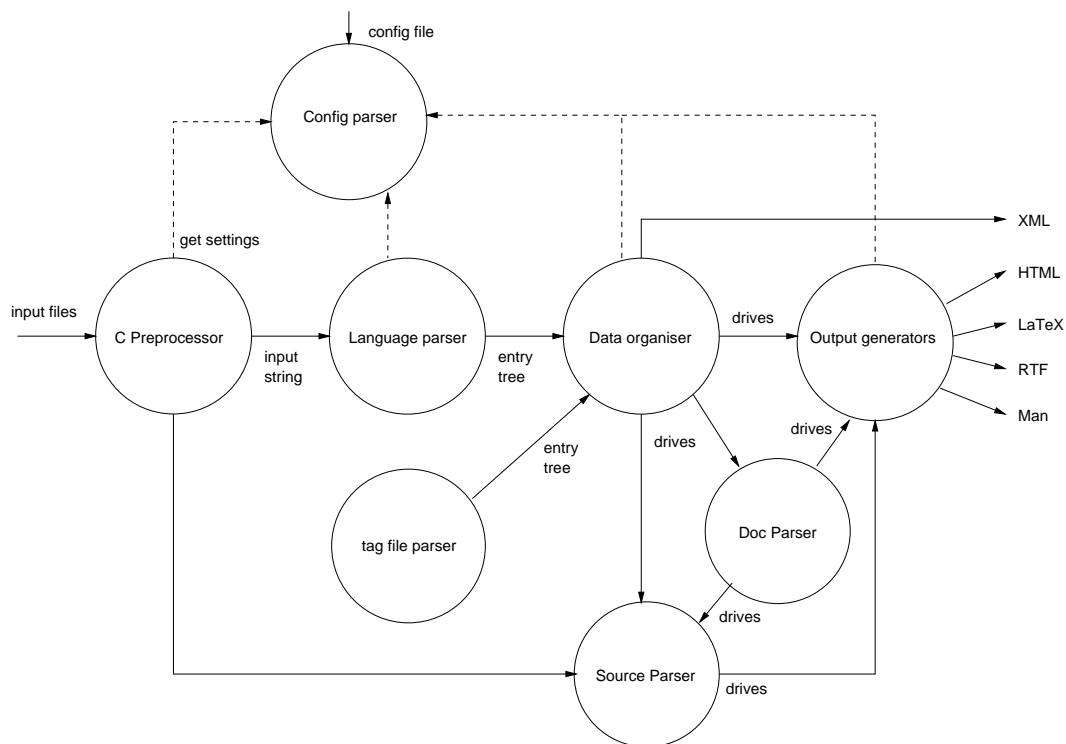 config file
Config parser
get settings
XML
HTML
input files
C Preprocessor
input
string
Language parser
entry
tree
Data organiser
drives
Output generators
LaTeX
RTF
Man
drives
drives
entry
tree
tag file parser
Doc Parser
drives
Source Parser
drives